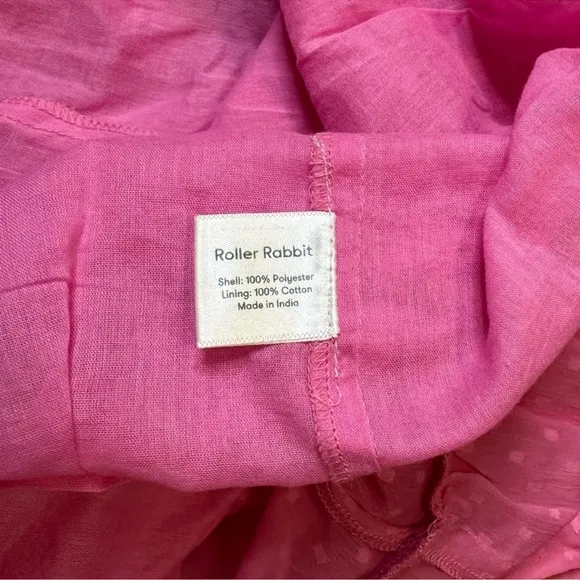 Roller Rabbit
Shell: 100% Polyester
Lining: 100% Cotton
Made in India